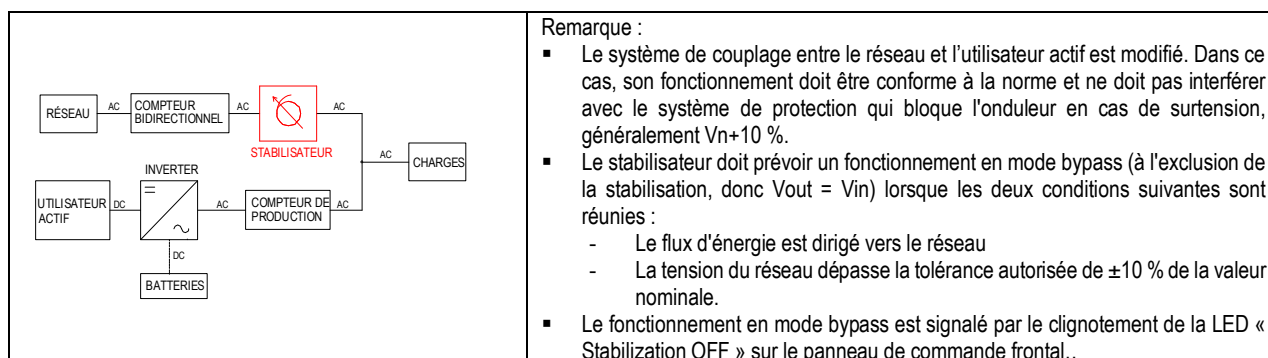 RÉSEAU
AC
COMPTEUR
BIDIRECTIONNEL
AC
STABILISATEUR
AC
AC
CHARGES
INVERTER
UTILISATEUR
ACTIF
DC
AC
COMPTEUR DE
PRODUCTION
AC
DC
BATTERIES
Remarque :
▪ Le système de couplage entre le réseau et l’utilisateur actif est modifié. Dans ce
cas, son fonctionnement doit être conforme à la norme et ne doit pas interférer
avec le système de protection qui bloque l'onduleur en cas de surtension,
généralement Vn+10 %.
▪ Le stabilisateur doit prévoir un fonctionnement en mode bypass (à l'exclusion de
la stabilisation, donc Vout = Vin) lorsque les deux conditions suivantes sont
réunies :
- Le flux d'énergie est dirigé vers le réseau
- La tension du réseau dépasse la tolérance autorisée de ±10 % de la valeur
nominale.
▪ Le fonctionnement en mode bypass est signalé par le clignotement de la LED «
Stabilization OFF » sur le panneau de commande frontal..